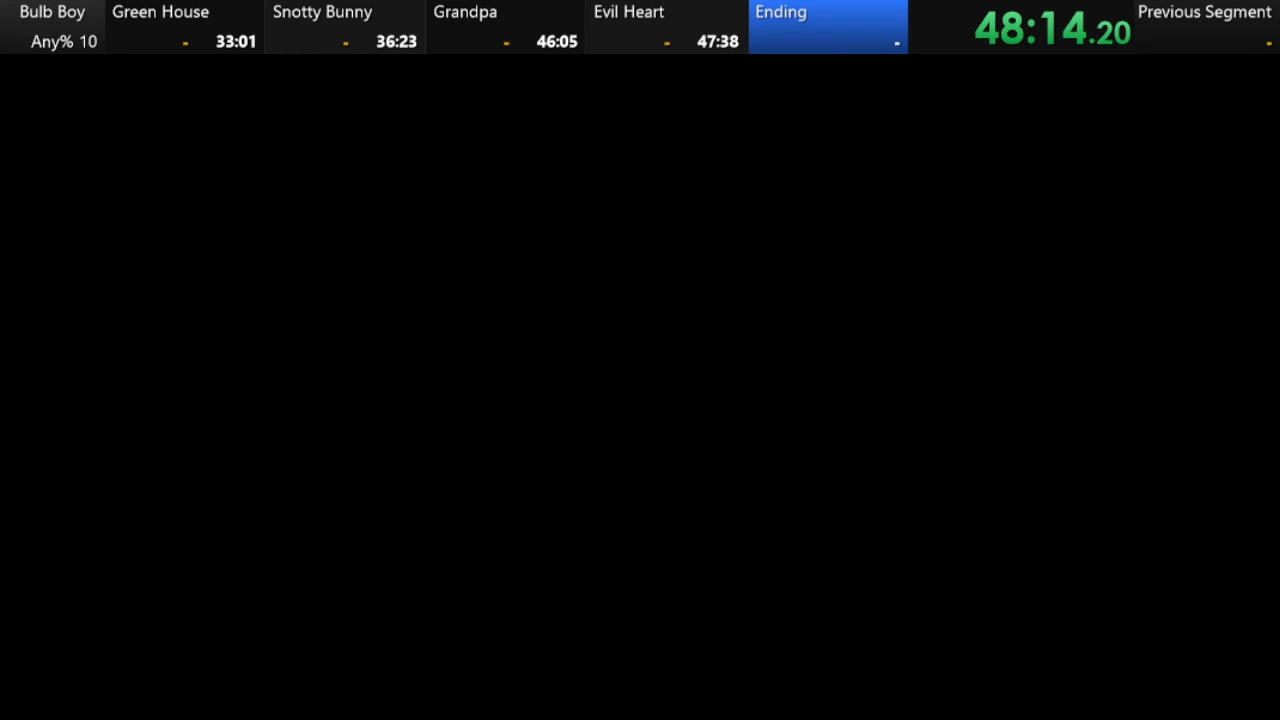 Bulb Boy
Any% 10
Green House
- 33:01
Snotty Bunny
- 36:23
Grandpa
- 46:05
Evil Heart
- 47:38
Ending
-
48:14.20
Previous Segment
-